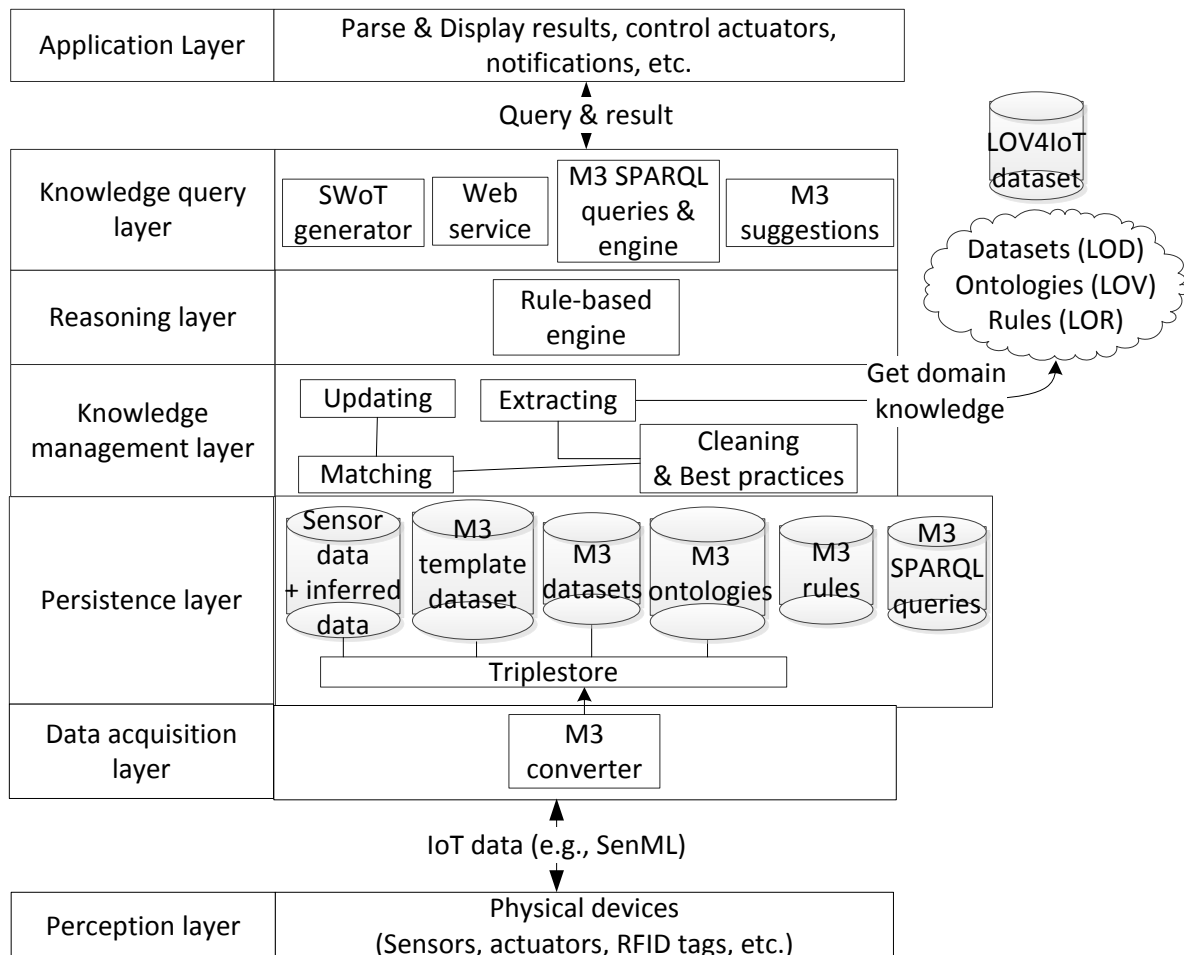 Application Layer
Parse & Display results, control actuators,
notifications, etc.
Query & result
LOV4IoT
dataset
Knowledge query
layer
SWoT
generator
Web
service
M3 SPARQL
queries &
engine
M3
suggestions
Datasets (LOD)
Ontologies (LOV)
Rules (LOR)
Reasoning layer
Rule-based
engine
Get domain
knowledge
Knowledge
management layer
Updating
Extracting
Matching
Cleaning
& Best practices
Persistence layer
Sensor
data
+ inferred
data
M3
template
dataset
M3
datasets
M3
ontologies
M3
rules
M3
SPARQL
queries
Triplestore
Data acquisition
layer
M3
converter
IoT data (e.g., SenML)
Perception layer
Physical devices
(Sensors, actuators, RFID tags, etc.)